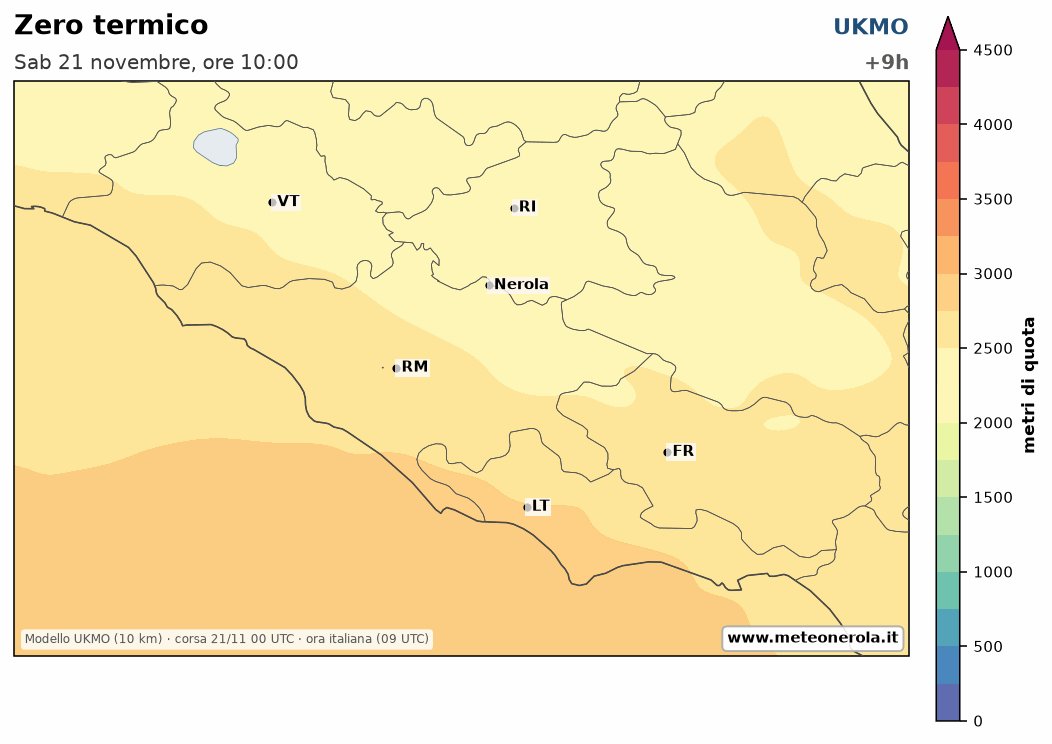 Zero termico
UKMO
Sab 21 novembre, ore 10:00
+9h
VT
RI
Nerola
RM
FR
LT
Modello UKMO (10 km) · corsa 21/11 00 UTC · ora italiana (09 UTC)
www.meteonerola.it
4500
4000
3500
3000
2500
2000
1500
1000
500
0
metri di quota